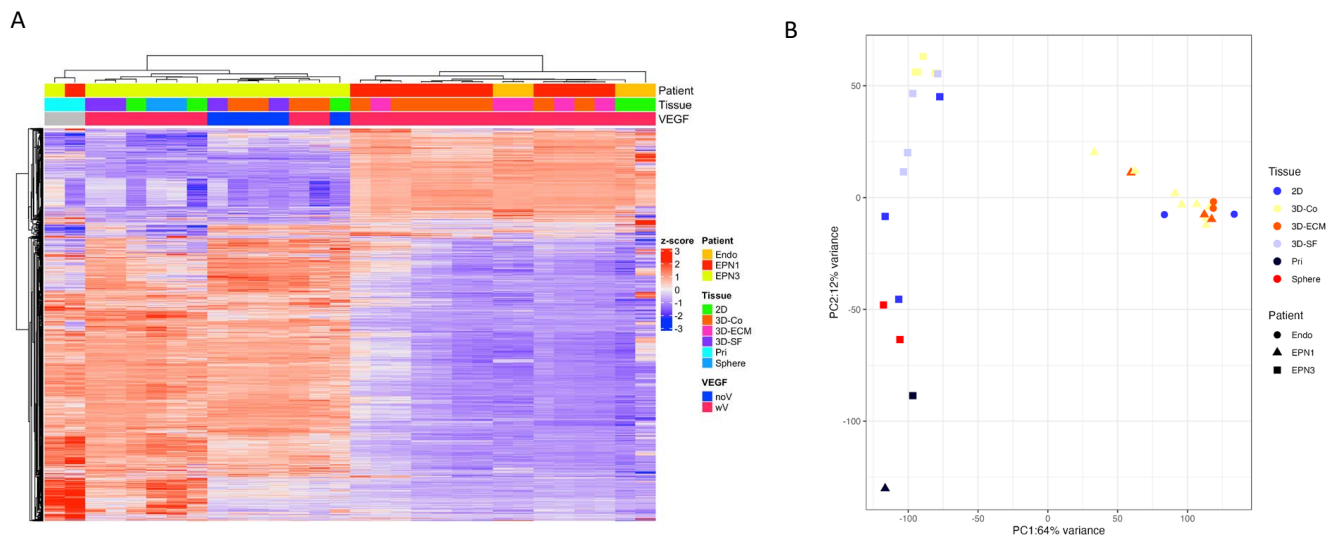 A
Patient
Tissue
VEGF
z-score
3
2
1
0
-1
-2
-3
Patient
Endo
EPN1
EPN3
Tissue
2D
3D-Co
3D-ECM
3D-SF
Pri
Sphere
VEGF
noV
wV
B
50
0
-50
-100
-100
-50
0
50
100
PC1:64% variance
PC2:12% variance
Tissue
2D
3D-Co
3D-ECM
3D-SF
Pri
Sphere
Patient
Endo
EPN1
EPN3